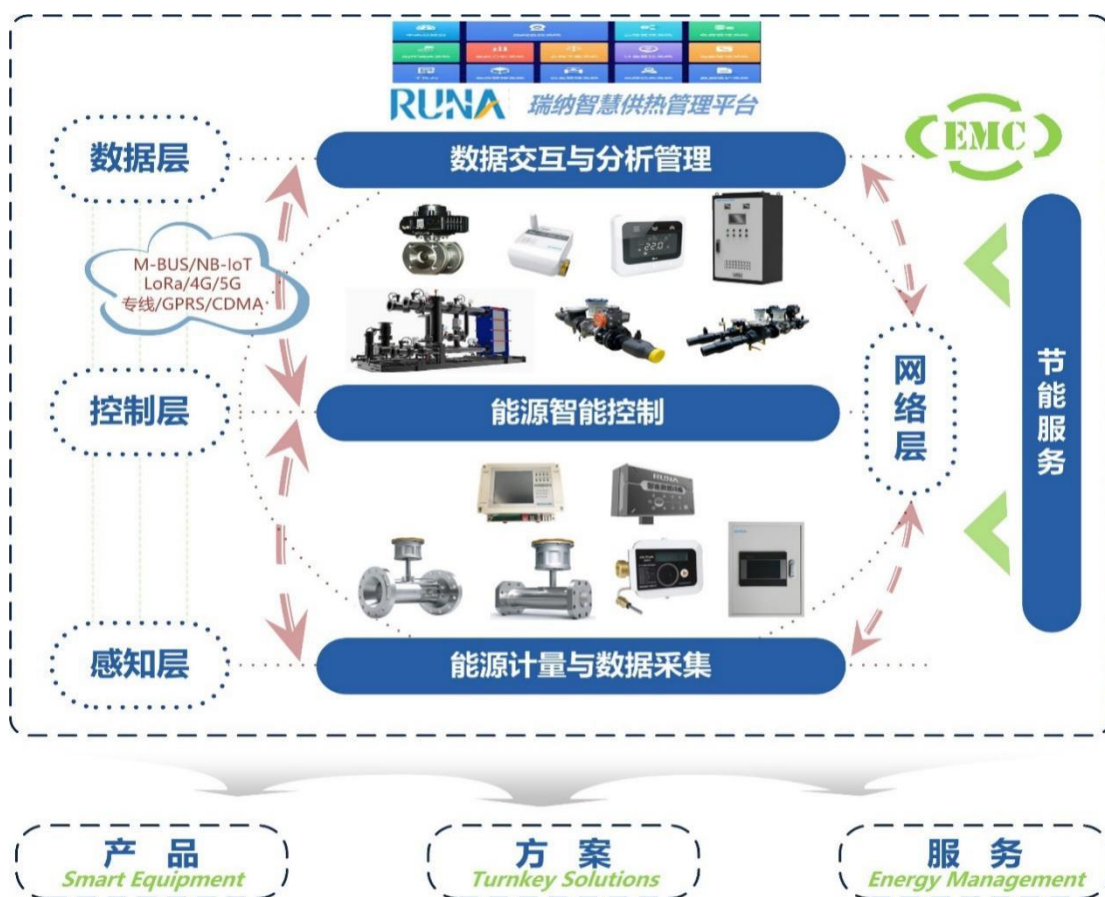 RUNA 瑞纳智慧供热管理平台
数据层
数据交互与分析管理
EMC
M-BUS/NB-IoT
LoRa/4G/5G
专线/GPRS/CDMA
控制层
能源智能控制
网络层
节能服务
RUNA
感知层
能源计量与数据采集
产品
Smart Equipment
方案
Turnkey Solutions
服务
Energy Management